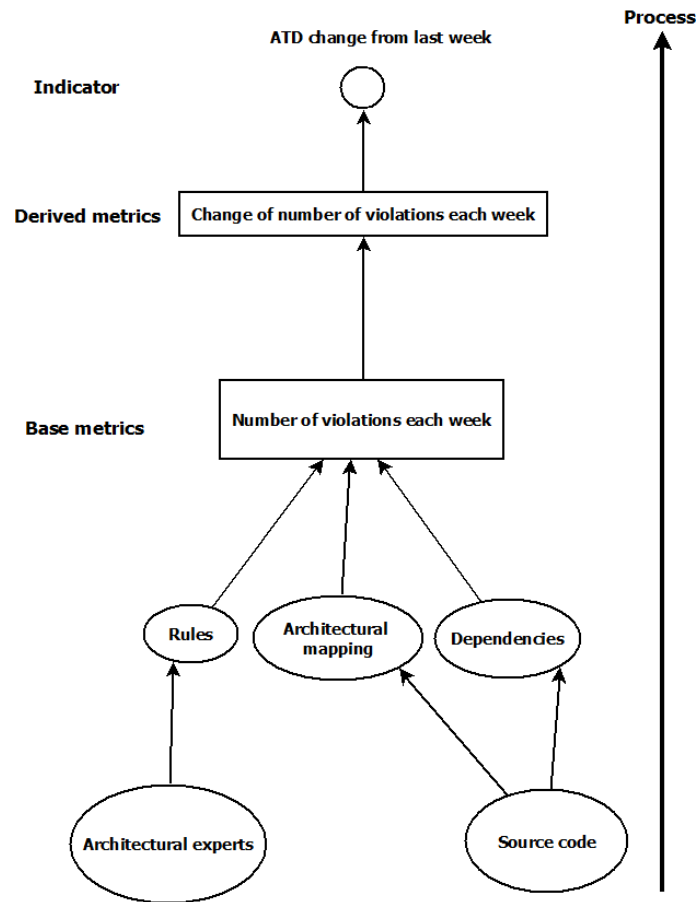 Process
ATD change from last week
Indicator
Derived metrics
Change of number of violations each week
Number of violations each week
Base metrics
Rules
Architectural
mapping
Dependencies
Architectural experts
Source code